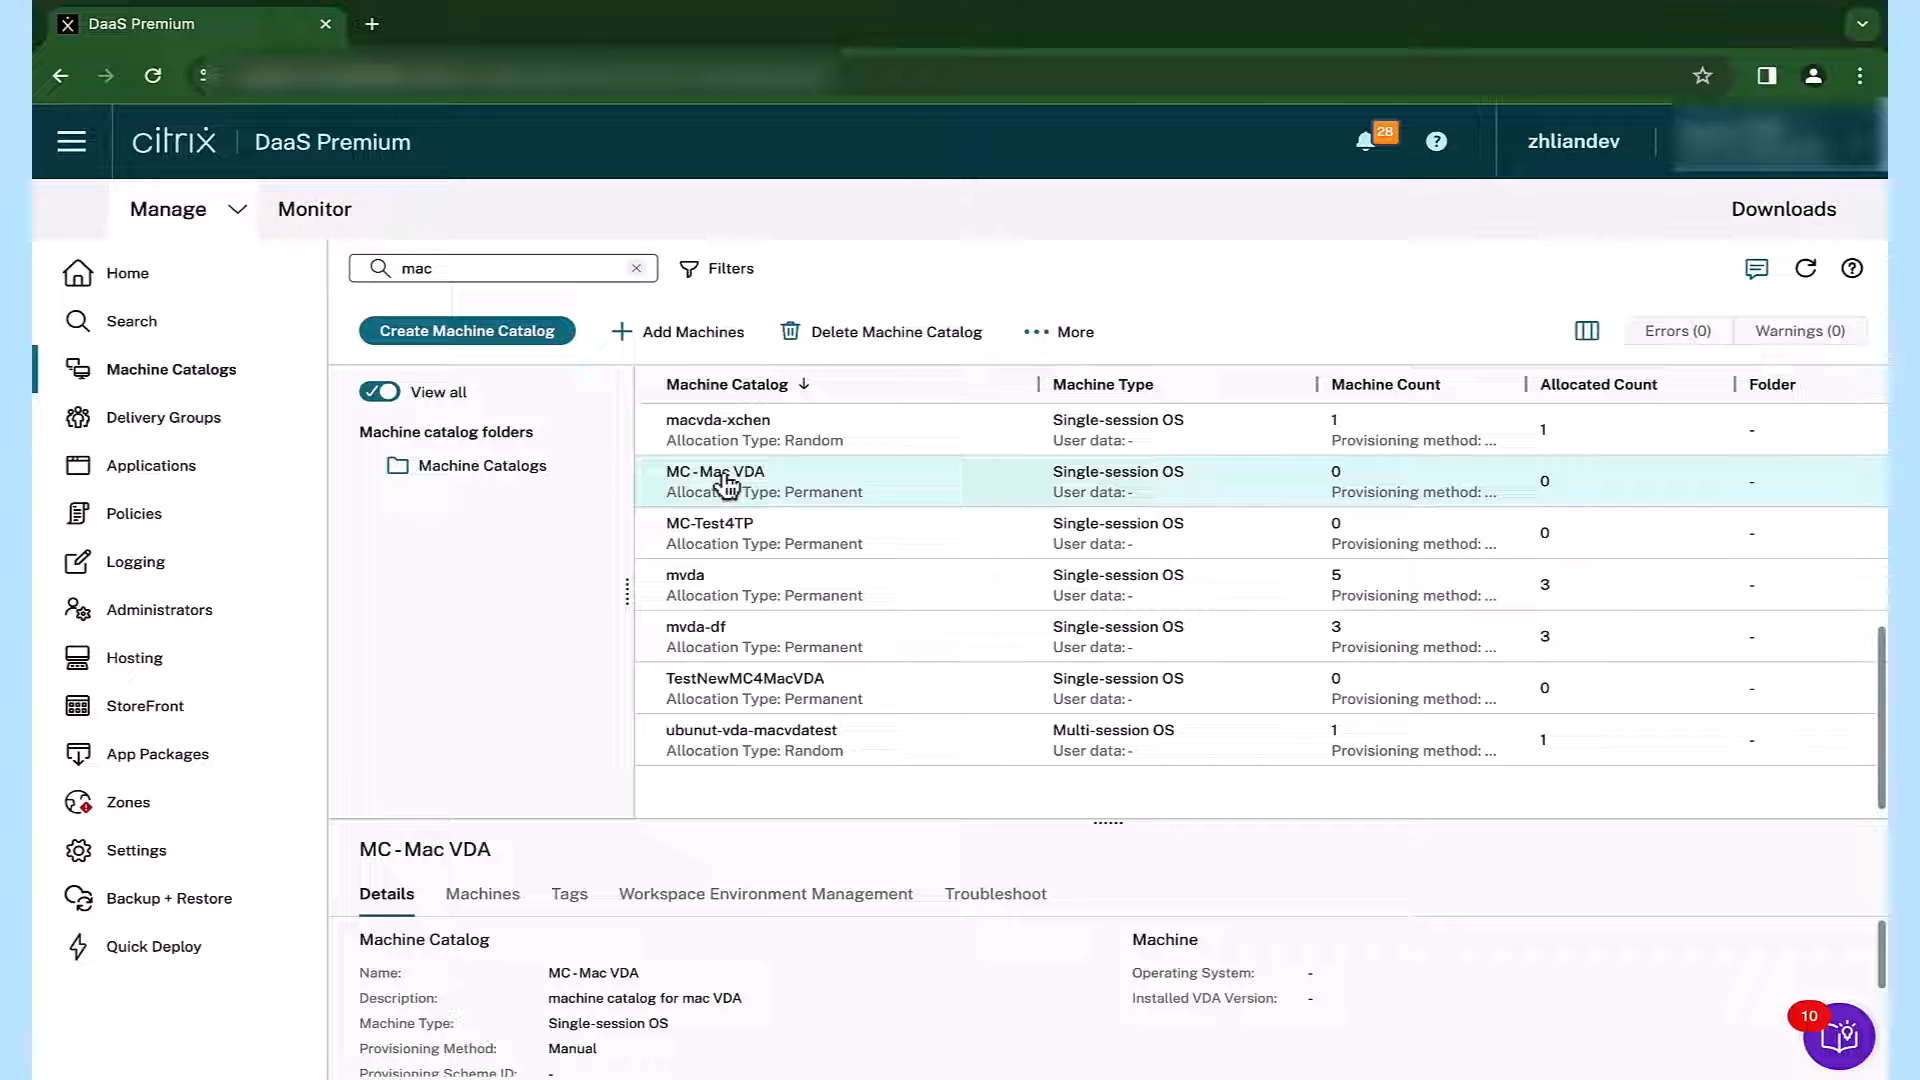 DaaS Premium
citrix DaaS Premium 28 zhliandev
Manage Monitor Downloads
Home
Search
Machine Catalogs
Delivery Groups
Applications
Policies
Logging
Administrators
Hosting
StoreFront
App Packages
Zones
Settings
Backup + Restore
Quick Deploy
mac Filters
Create Machine Catalog Add Machines Delete Machine Catalog More Errors (0) Warnings (0)
View all
Machine catalog folders
Machine Catalogs
Machine Catalog Machine Type Machine Count Allocated Count Folder
macvda-xchen Single-session OS 1
Allocation Type: Random User data:- Provisioning method: ... 1 -
MC - Mac VDA Single-session OS 0
Allocation Type: Permanent User data:- Provisioning method: ... 0 -
MC-Test4TP Single-session OS 0
Allocation Type: Permanent User data:- Provisioning method: ... 0 -
mvda Single-session OS 5
Allocation Type: Permanent User data:- Provisioning method: ... 3 -
mvda-df Single-session OS 3
Allocation Type: Permanent User data:- Provisioning method: ... 3 -
TestNewMC4MacVDA Single-session OS 0
Allocation Type: Permanent User data:- Provisioning method: ... 0 -
ubunut-vda-macvdatest Multi-session OS 1
Allocation Type: Random User data:- Provisioning method: ... 1 -
MC - Mac VDA
Details Machines Tags Workspace Environment Management Troubleshoot
Machine Catalog Machine
Name: MC - Mac VDA Operating System: -
Description: machine catalog for mac VDA Installed VDA Version: -
Machine Type: Single-session OS
Provisioning Method: Manual
Provisioning Scheme ID: -
10